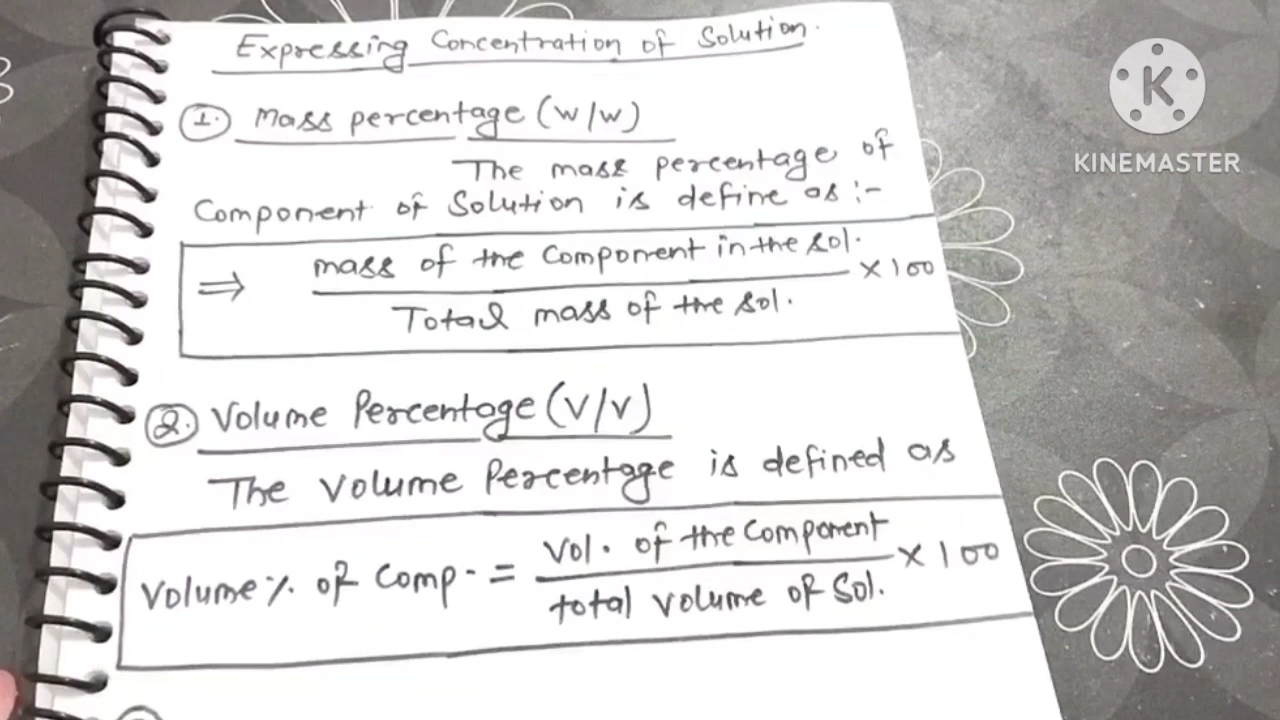 Expressing Concentration of Solution.
1. Mass percentage (w/w)
The mass percentage of
Component of Solution is define as :-
⇒ mass of the Component in the sol. × 100
Total mass of the sol.
2. Volume Percentage (V/V)
The Volume Percentage is defined as
Volume % of Comp. = Vol. of the Component × 100
total volume of Sol.
K
KINEMASTER